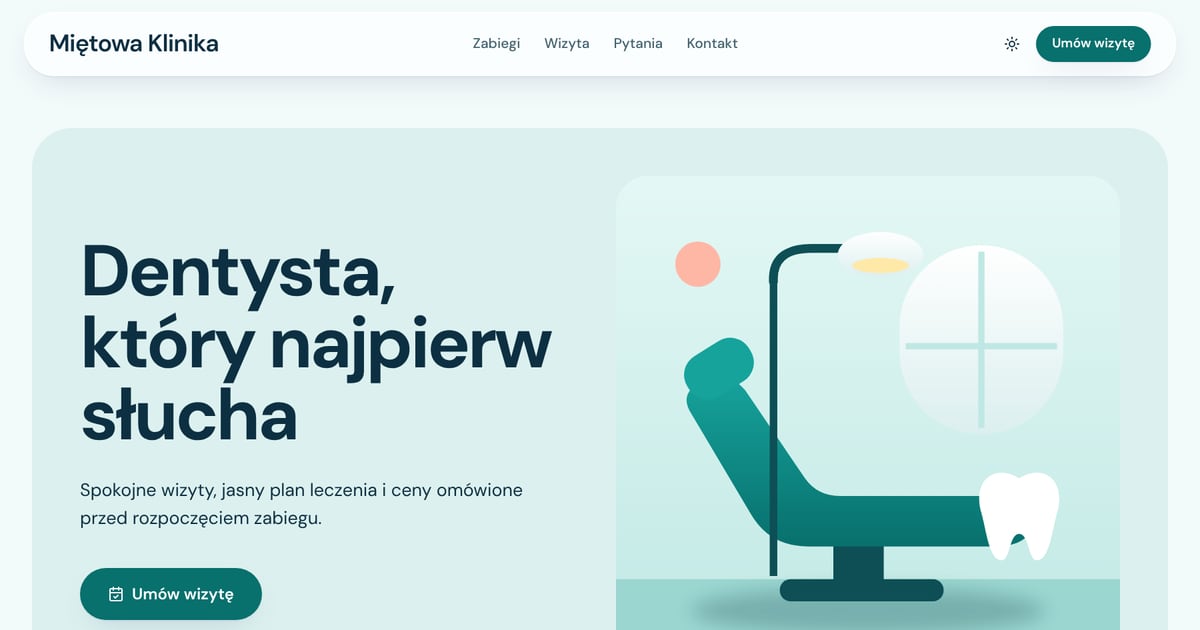 Miętowa Klinika
Zabiegi Wizyta Pytania Kontakt
Umów wizytę
Dentysta,
który najpierw
słucha
Spokojne wizyty, jasny plan leczenia i ceny omówione
przed rozpoczęciem zabiegu.
Umów wizytę